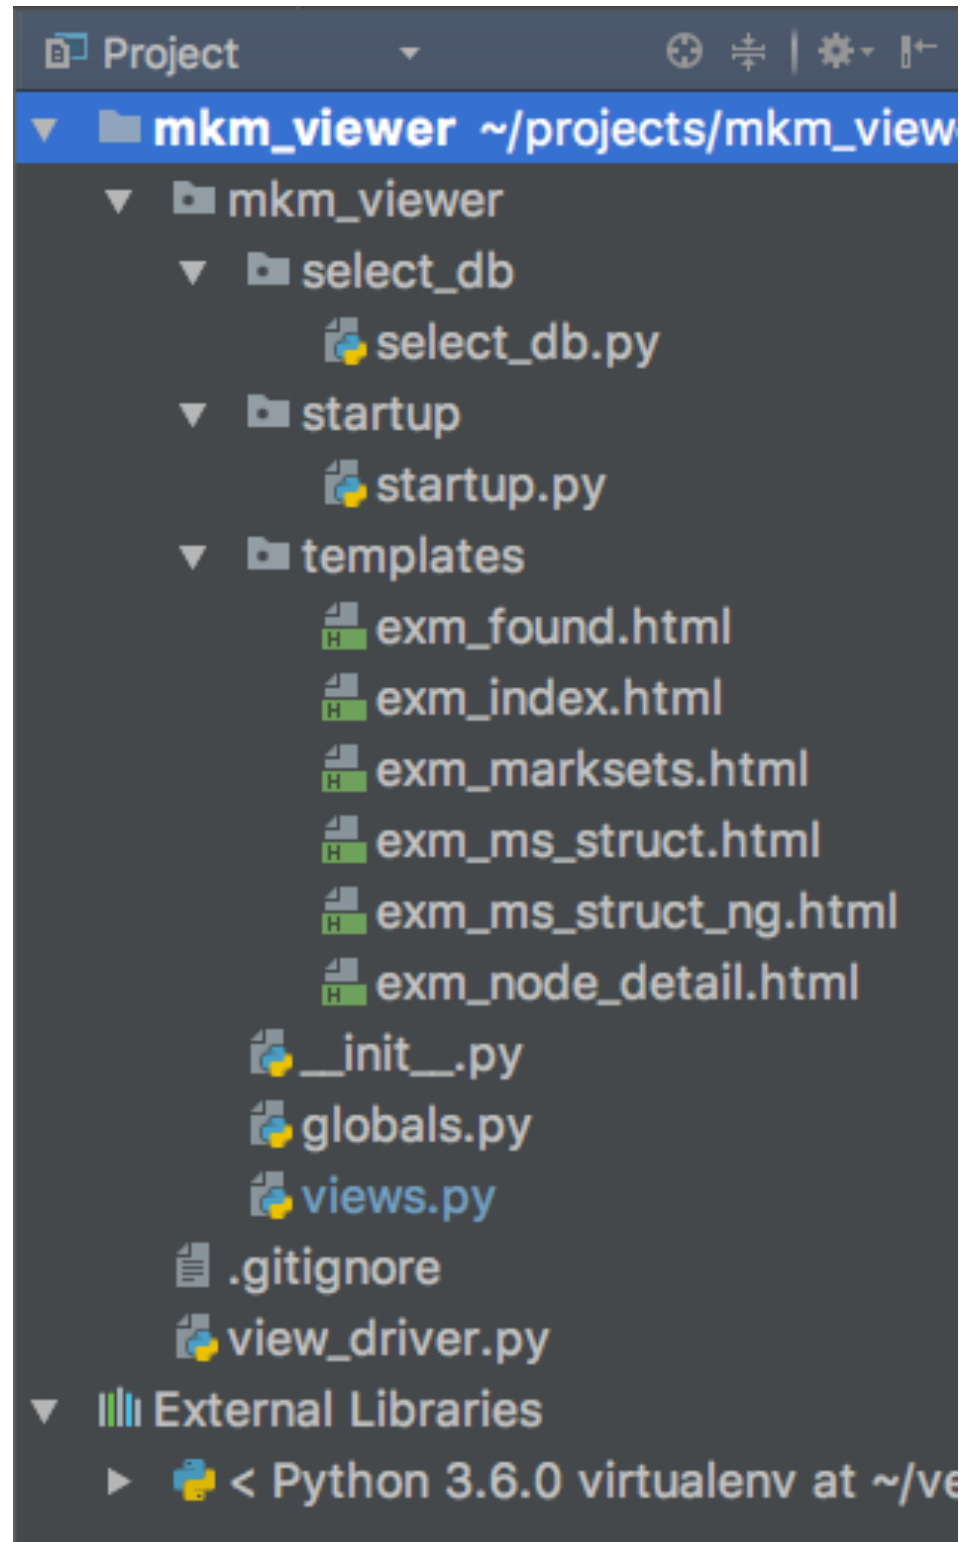 Project
mkm_viewer ~/projects/mkm_view
mkm_viewer
select_db
select_db.py
startup
startup.py
templates
exm_found.html
exm_index.html
exm_marksets.html
exm_ms_struct.html
exm_ms_struct_ng.html
exm_node_detail.html
__init__.py
globals.py
views.py
.gitignore
view_driver.py
External Libraries
< Python 3.6.0 virtualenv at ~/ve